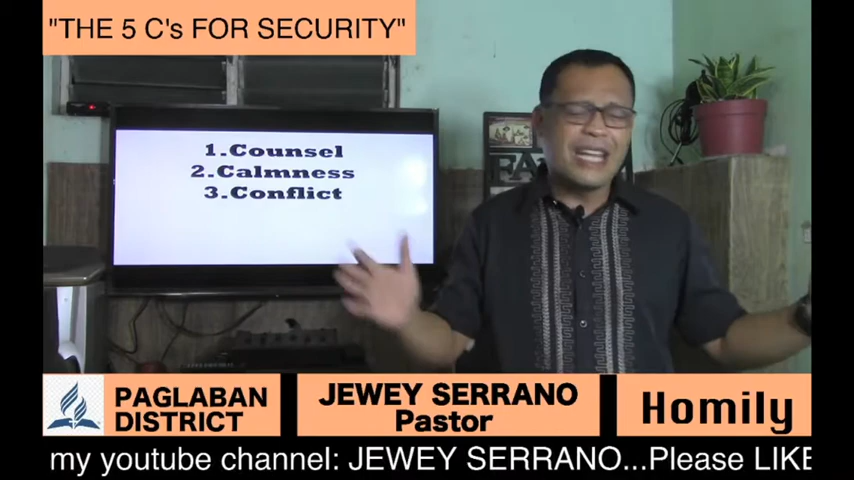 "THE 5 C's FOR SECURITY"
1.Counsel
2.Calmness
3.Conflict
FA
PAGLABAN
DISTRICT
JEWEY SERRANO
Pastor
Homily
my youtube channel: JEWEY SERRANO...Please LIKE